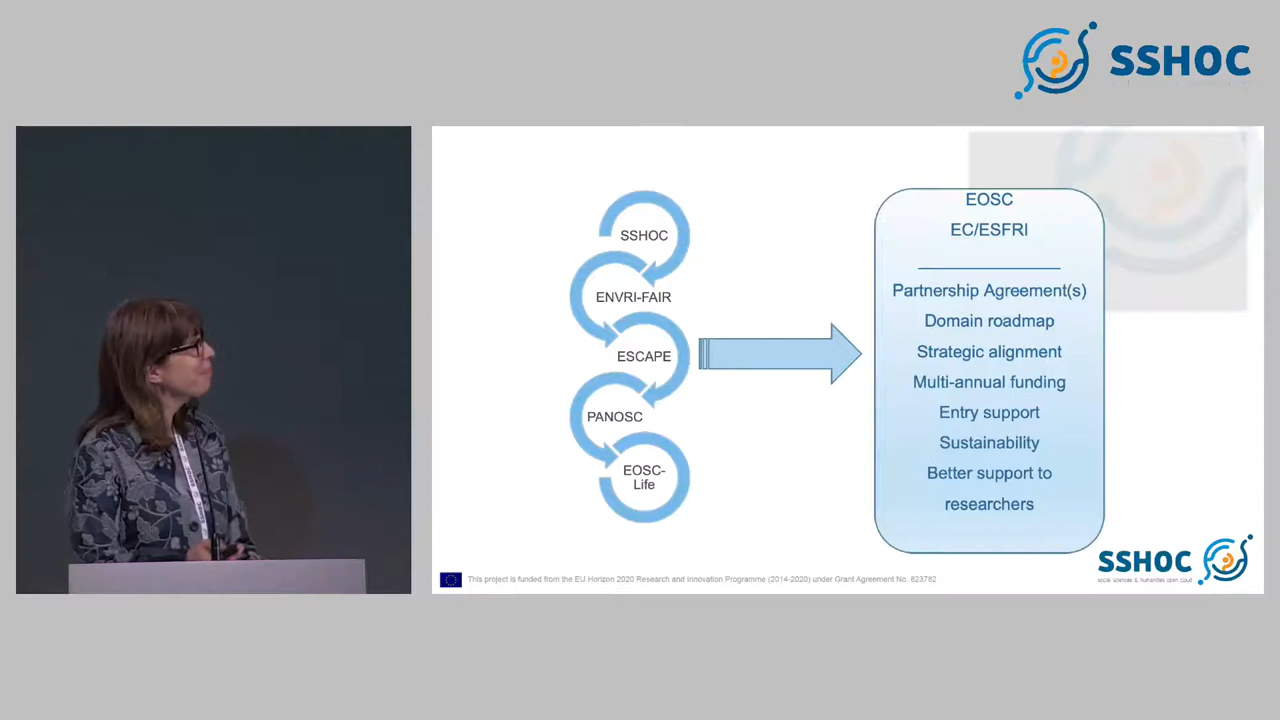 SSHOC
SSHOC
ENVRI-FAIR
ESCAPE
PANOSC
EOSC-
Life
EOSC
EC/ESFRI
Partnership Agreement(s)
Domain roadmap
Strategic alignment
Multi-annual funding
Entry support
Sustainability
Better support to
researchers
SSHOC
social sciences & humanities open cloud
This project is funded from the EU Horizon 2020 Research and Innovation Programme (2014-2020) under Grant Agreement No. 823782